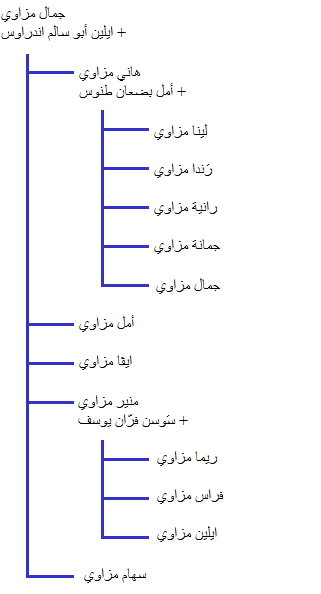 جمال مزاوي
+ ايلين أبو سالم اندراوس
هاني مزاوي
+ أمل بضعان طنوس
لينا مزاوي
رّندا مزاوي
رانية مزاوي
جمانة مزاوي
جمال مزاوي
أمل مزاوي
ايڤا مزاوي
منير مزاوي
+ سّوسن فرّان يوسف
ريما مزاوي
فراس مزاوي
ايلين مزاوي
سهام مزاوي